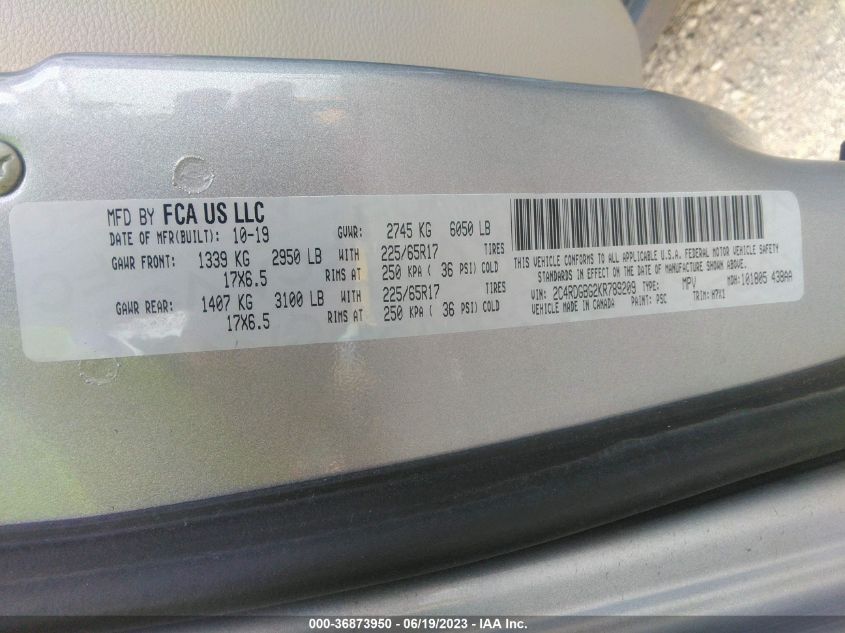 MFD BY FCA US LLC
DATE OF MFR(BUILT): 10-19 GVWR: 2745 KG 6050 LB
GAWR FRONT: 1339 KG 2950 LB WITH 225/65R17 TIRES
17X6.5 RIMS AT 250 KPA ( 36 PSI) COLD
GAWR REAR: 1407 KG 3100 LB WITH 225/65R17 TIRES
17X6.5 RIMS AT 250 KPA ( 36 PSI) COLD
THIS VEHICLE CONFORMS TO ALL APPLICABLE U.S.A. FEDERAL MOTOR VEHICLE SAFETY
STANDARDS IN EFFECT ON THE DATE OF MANUFACTURE SHOWN ABOVE.
VIN: 2C4RDGBG2KR789209 TYPE: MPV MDH: 101805 438AA
VEHICLE MADE IN CANADA PAINT: PSC TRIM: H7X1
000-36873950 - 06/19/2023 - IAA Inc.